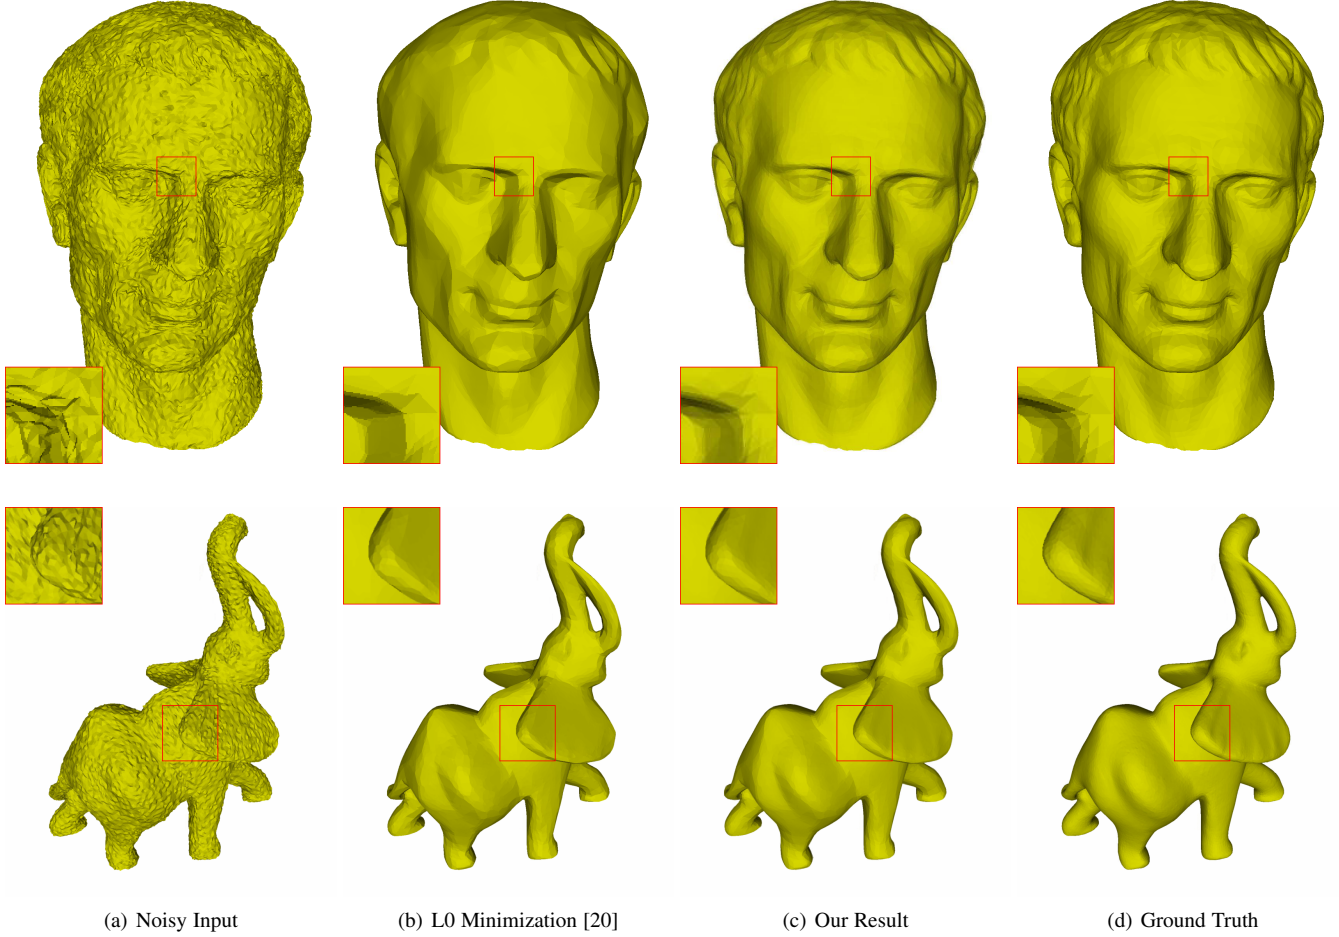 (a) Noisy Input
(b) L0 Minimization [20]
(c) Our Result
(d) Ground Truth